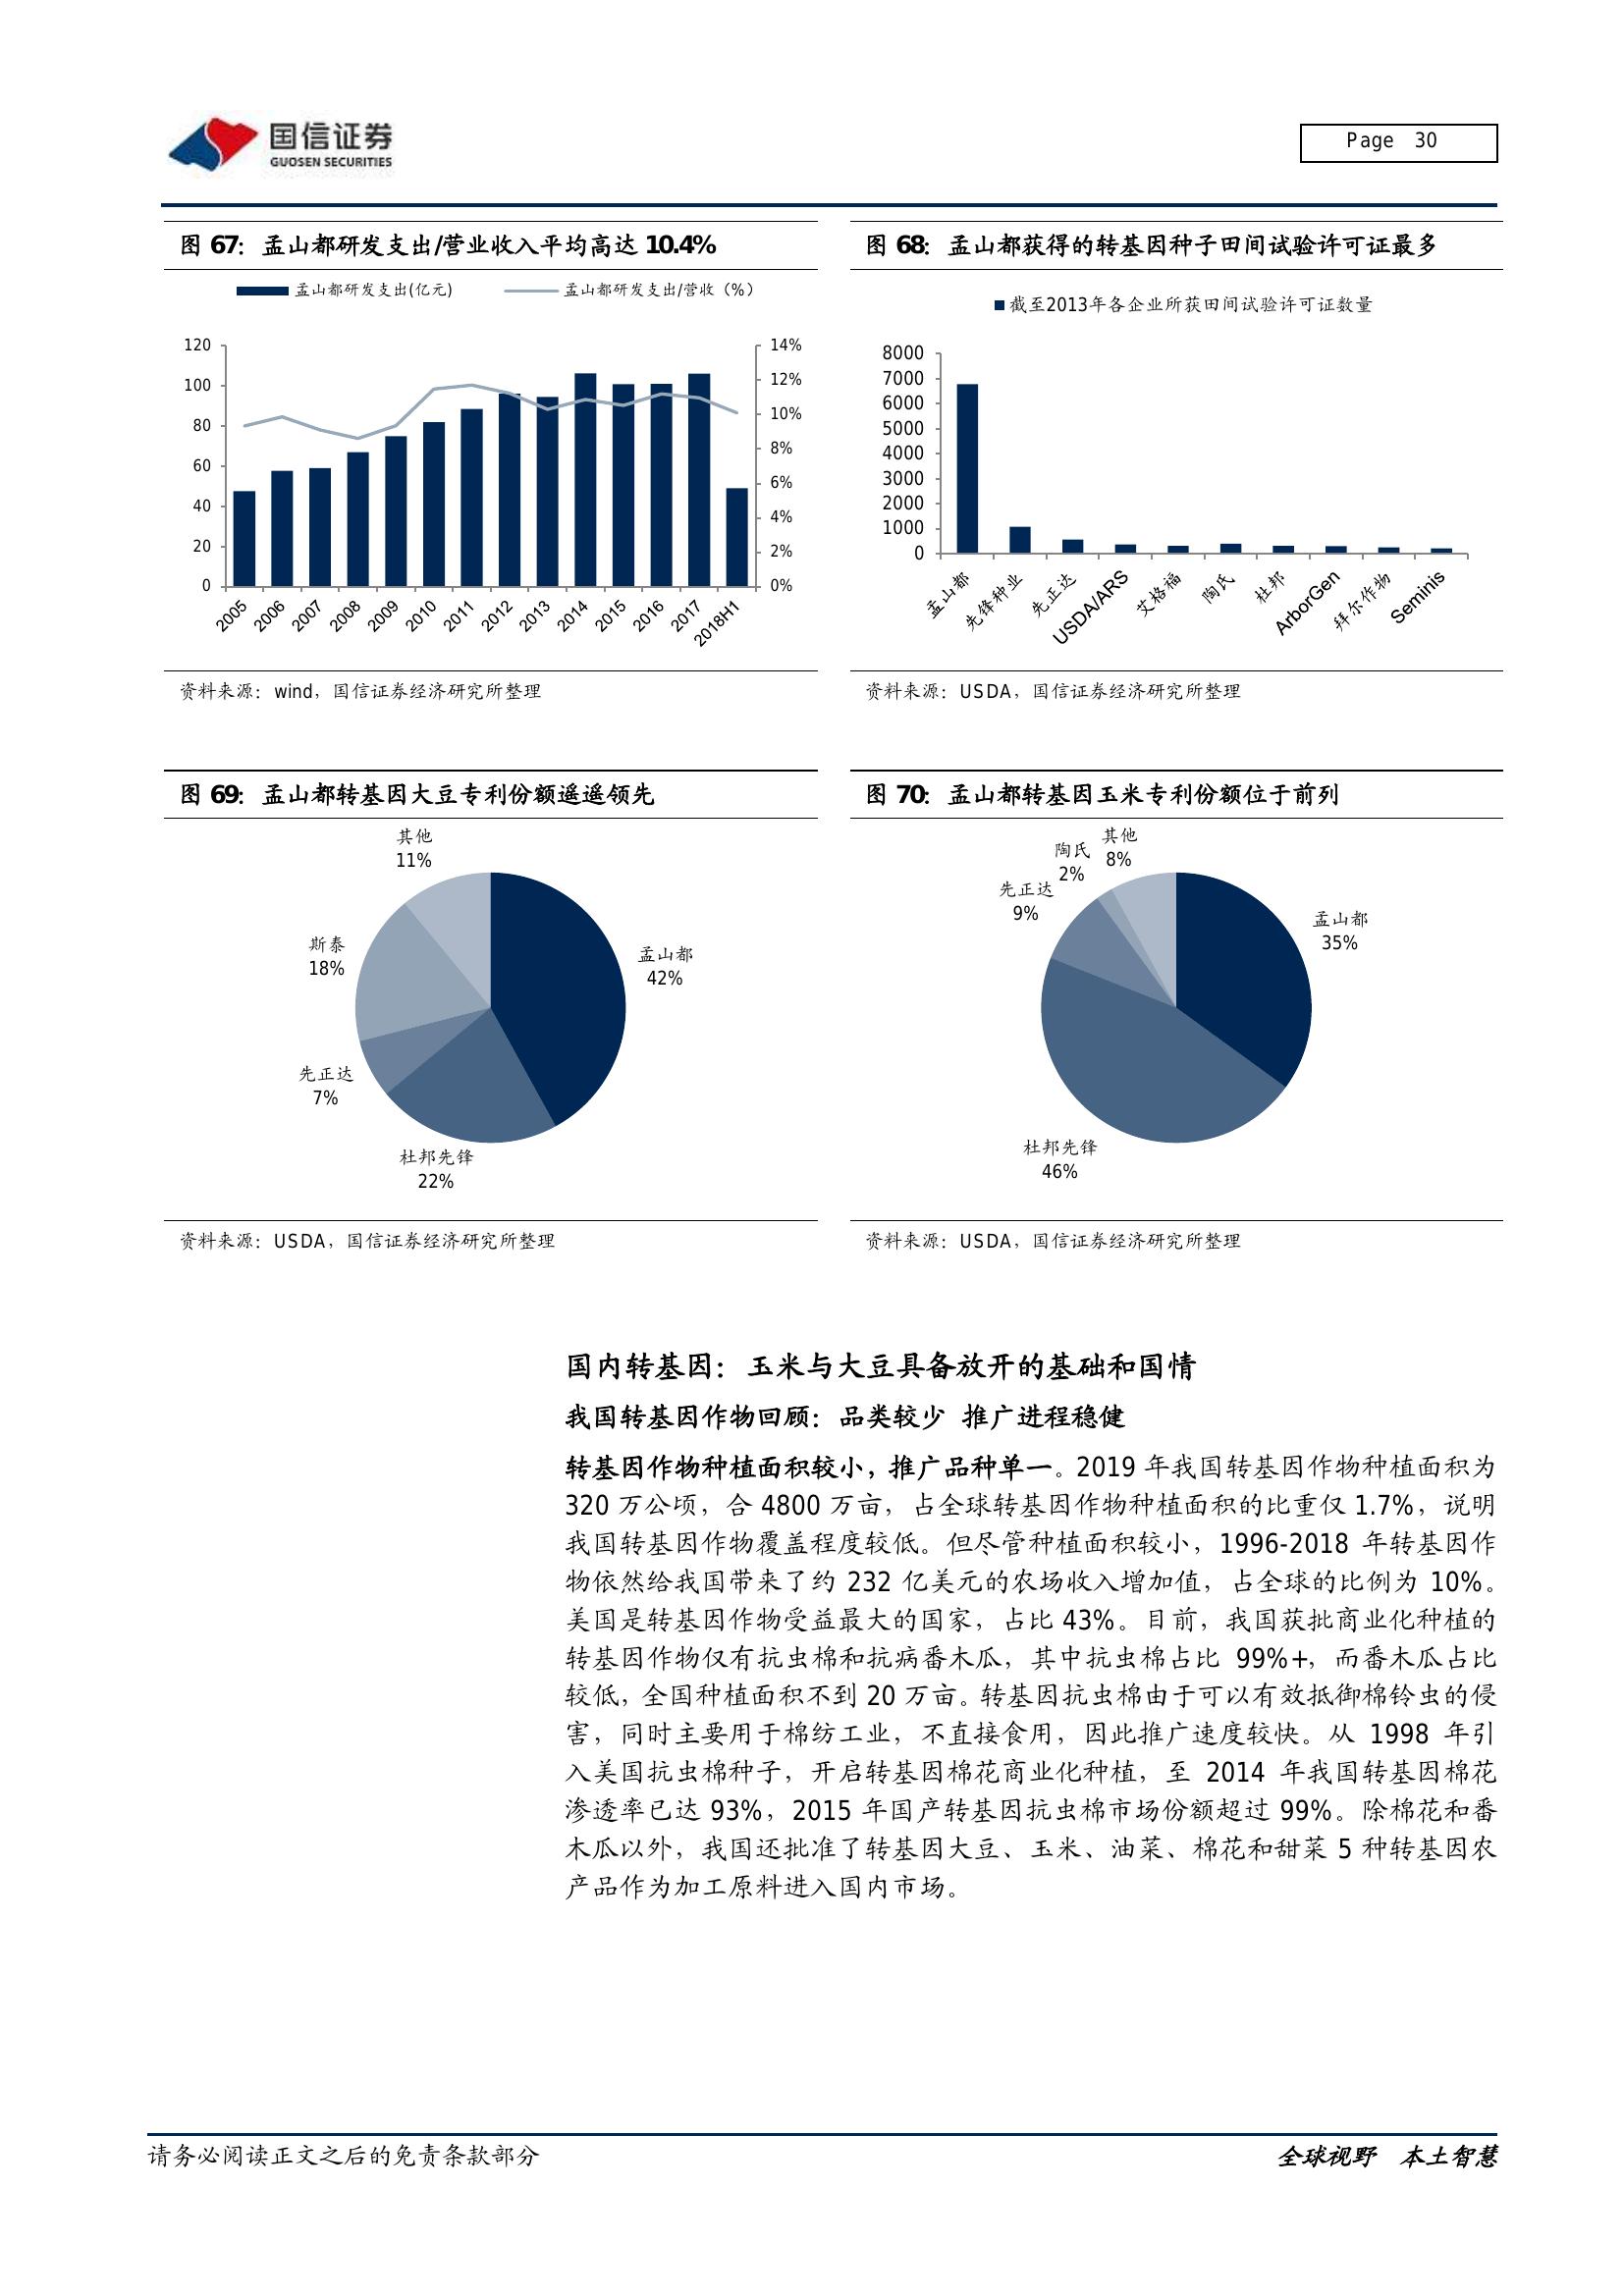 国信证券
GUOSEN SECURITIES
Page 30
图 67：孟山都研发支出/营业收入平均高达 10.4%
孟山都研发支出(亿元)
孟山都研发支出/营收（%）
120
100
80
60
40
20
0
14%
12%
10%
8%
6%
4%
2%
0%
2005
2006
2007
2008
2009
2010
2011
2012
2013
2014
2015
2016
2017
2018H1
资料来源：wind，国信证券经济研究所整理
图 68：孟山都获得的转基因种子田间试验许可证最多
截至2013年各企业所获田间试验许可证数量
8000
7000
6000
5000
4000
3000
2000
1000
0
孟山都
先锋种业
先正达
USDA/ARS
艾格福
陶氏
杜邦
ArborGen
拜尔作物
Seminis
资料来源：USDA，国信证券经济研究所整理
图 69：孟山都转基因大豆专利份额遥遥领先
其他
11%
斯泰
18%
孟山都
42%
先正达
7%
杜邦先锋
22%
资料来源：USDA，国信证券经济研究所整理
图 70：孟山都转基因玉米专利份额位于前列
其他
8%
陶氏
2%
先正达
9%
孟山都
35%
杜邦先锋
46%
资料来源：USDA，国信证券经济研究所整理
国内转基因：玉米与大豆具备放开的基础和国情
我国转基因作物回顾：品类较少 推广进程稳健
转基因作物种植面积较小，推广品种单一。2019 年我国转基因作物种植面积为
320 万公顷，合 4800 万亩，占全球转基因作物种植面积的比重仅 1.7%，说明
我国转基因作物覆盖程度较低。但尽管种植面积较小，1996-2018 年转基因作
物依然给我国带来了约 232 亿美元的农场收入增加值，占全球的比例为 10%。
美国是转基因作物受益最大的国家，占比 43%。目前，我国获批商业化种植的
转基因作物仅有抗虫棉和抗病番木瓜，其中抗虫棉占比 99%+，而番木瓜占比
较低，全国种植面积不到 20 万亩。转基因抗虫棉由于可以有效抵御棉铃虫的侵
害，同时主要用于棉纺工业，不直接食用，因此推广速度较快。从 1998 年引
入美国抗虫棉种子，开启转基因棉花商业化种植，至 2014 年我国转基因棉花
渗透率已达 93%，2015 年国产转基因抗虫棉市场份额超过 99%。除棉花和番
木瓜以外，我国还批准了转基因大豆、玉米、油菜、棉花和甜菜 5 种转基因农
产品作为加工原料进入国内市场。
请务必阅读正文之后的免责条款部分
全球视野 本土智慧